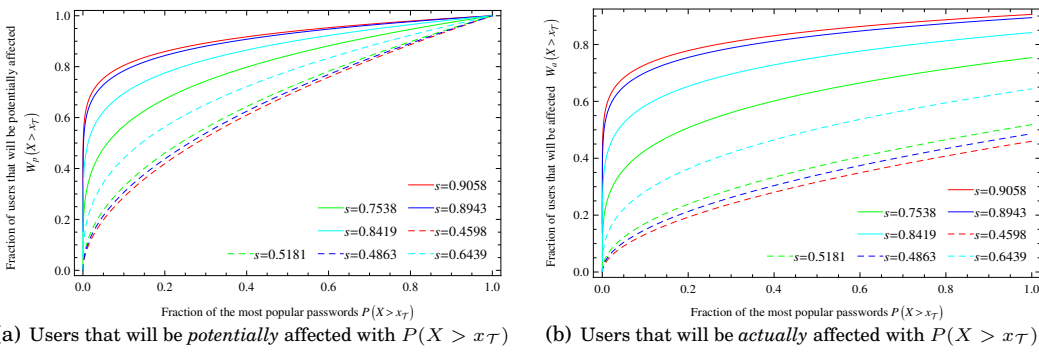 1.0
0.8
0.6
0.4
0.2
0.0
Fraction of users that will be potentially affected
W_p(X > x_𝒯)
s=0.9058
s=0.7538 s=0.8943
s=0.8419 s=0.4598
s=0.5181 s=0.4863 s=0.6439
0.0 0.2 0.4 0.6 0.8 1.0
Fraction of the most popular passwords P(X > x_𝒯)
a) Users that will be potentially affected with P(X > x_𝒯)
0.8
0.6
0.4
0.2
0.0
Fraction of users that will be affected W_a(X > x_𝒯)
s=0.9058
s=0.7538 s=0.8943
s=0.8419 s=0.4598
s=0.5181 s=0.4863 s=0.6439
0.0 0.2 0.4 0.6 0.8 1.0
Fraction of the most popular passwords P(X > x_𝒯)
(b) Users that will be actually affected with P(X > x_𝒯)